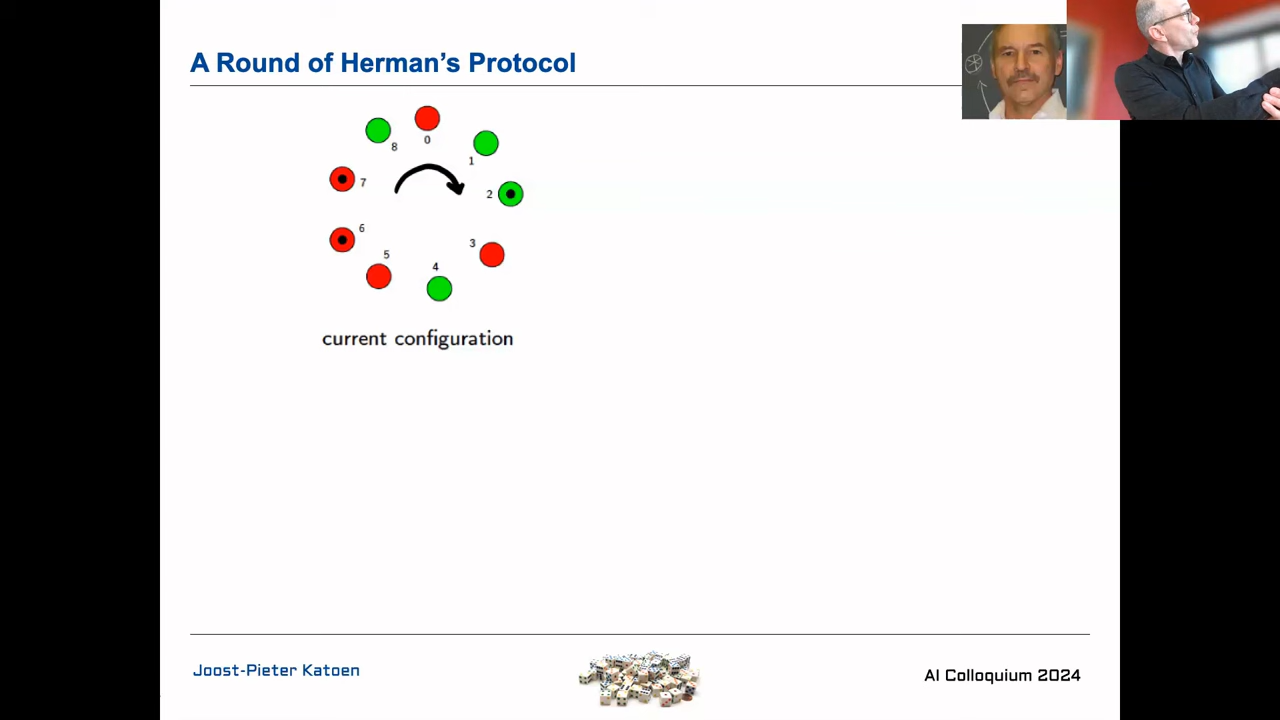 A Round of Herman's Protocol
0
1
2
3
4
5
6
7
8
current configuration
Joost-Pieter Katoen
AI Colloquium 2024